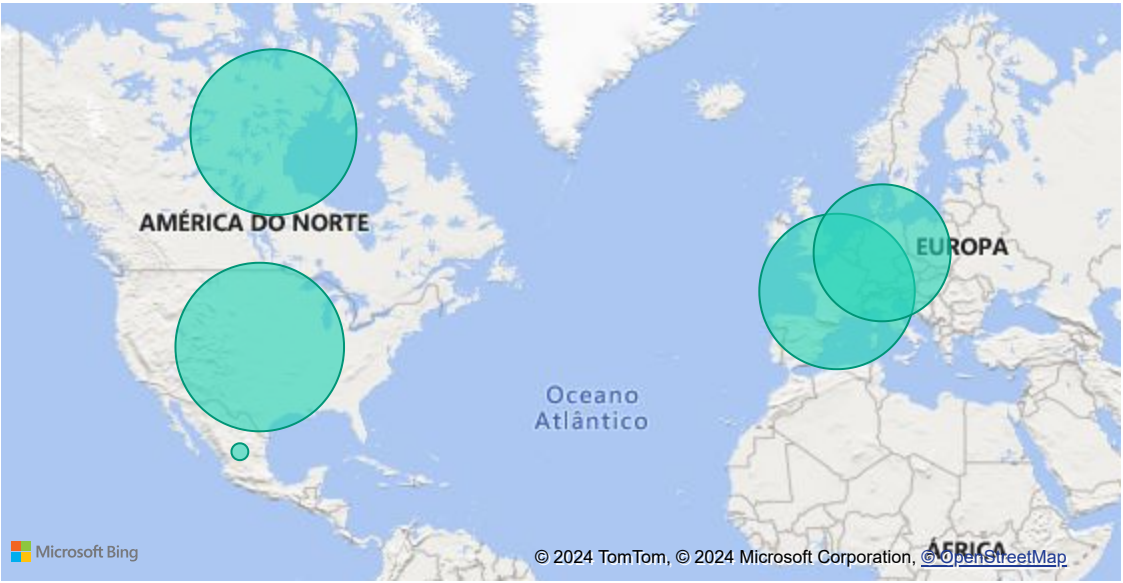 AMÉRICA DO NORTE
EUROPA
Oceano
Atlântico
ÁFRICA
Microsoft Bing
© 2024 TomTom, © 2024 Microsoft Corporation, © OpenStreetMap